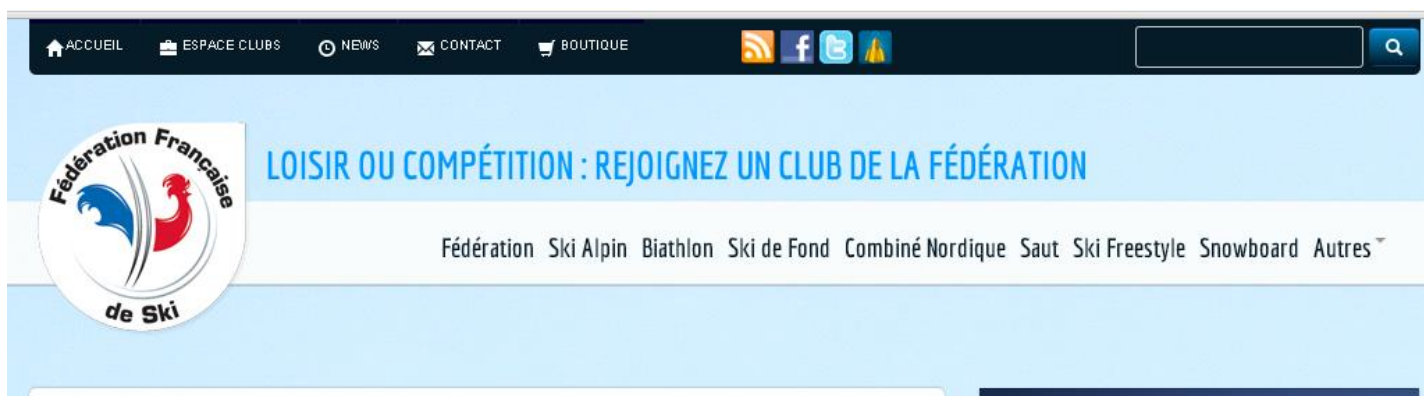 ACCUEIL ESPACE CLUBS NEWS CONTACT BOUTIQUE
Fédération Française
de Ski
LOISIR OU COMPÉTITION : REJOIGNEZ UN CLUB DE LA FÉDÉRATION
Fédération Ski Alpin Biathlon Ski de Fond Combiné Nordique Saut Ski Freestyle Snowboard Autres